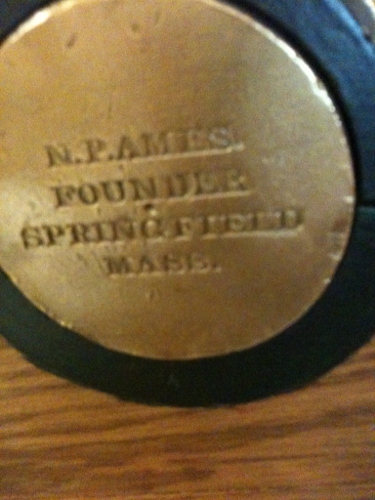 N.P.AMES.
FOUNDER
SPRINGFIELD
MASS.